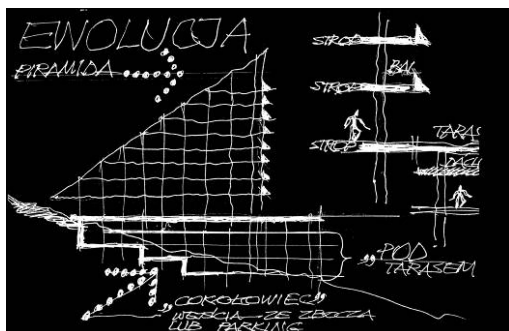 EWOLUCJA
PIRAMIDA
STROP
BAL
STROP
STROP
TARAS
DACH
„POD
TARASEM
„COKOŁOWIEC”
WEJŚCIA ZE ZBOCZA
LUB PARKING